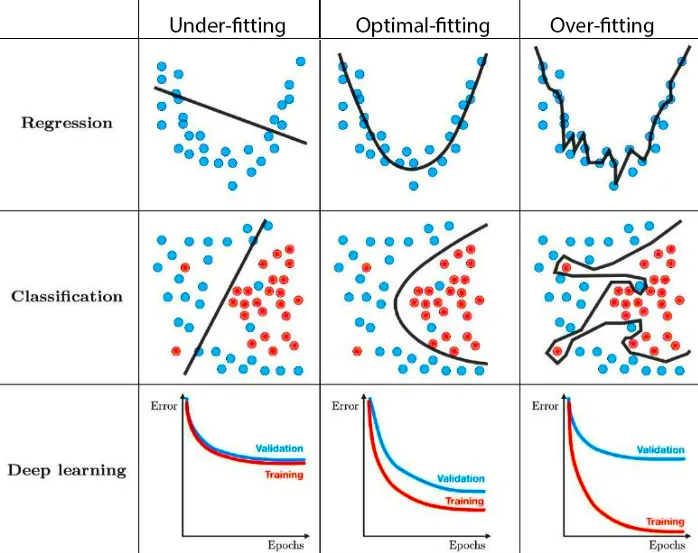 Under-fitting
Optimal-fitting
Over-fitting
Regression
Classification
Deep learning
Error
Validation
Training
Epochs
Error
Validation
Training
Epochs
Error
Validation
Training
Epochs